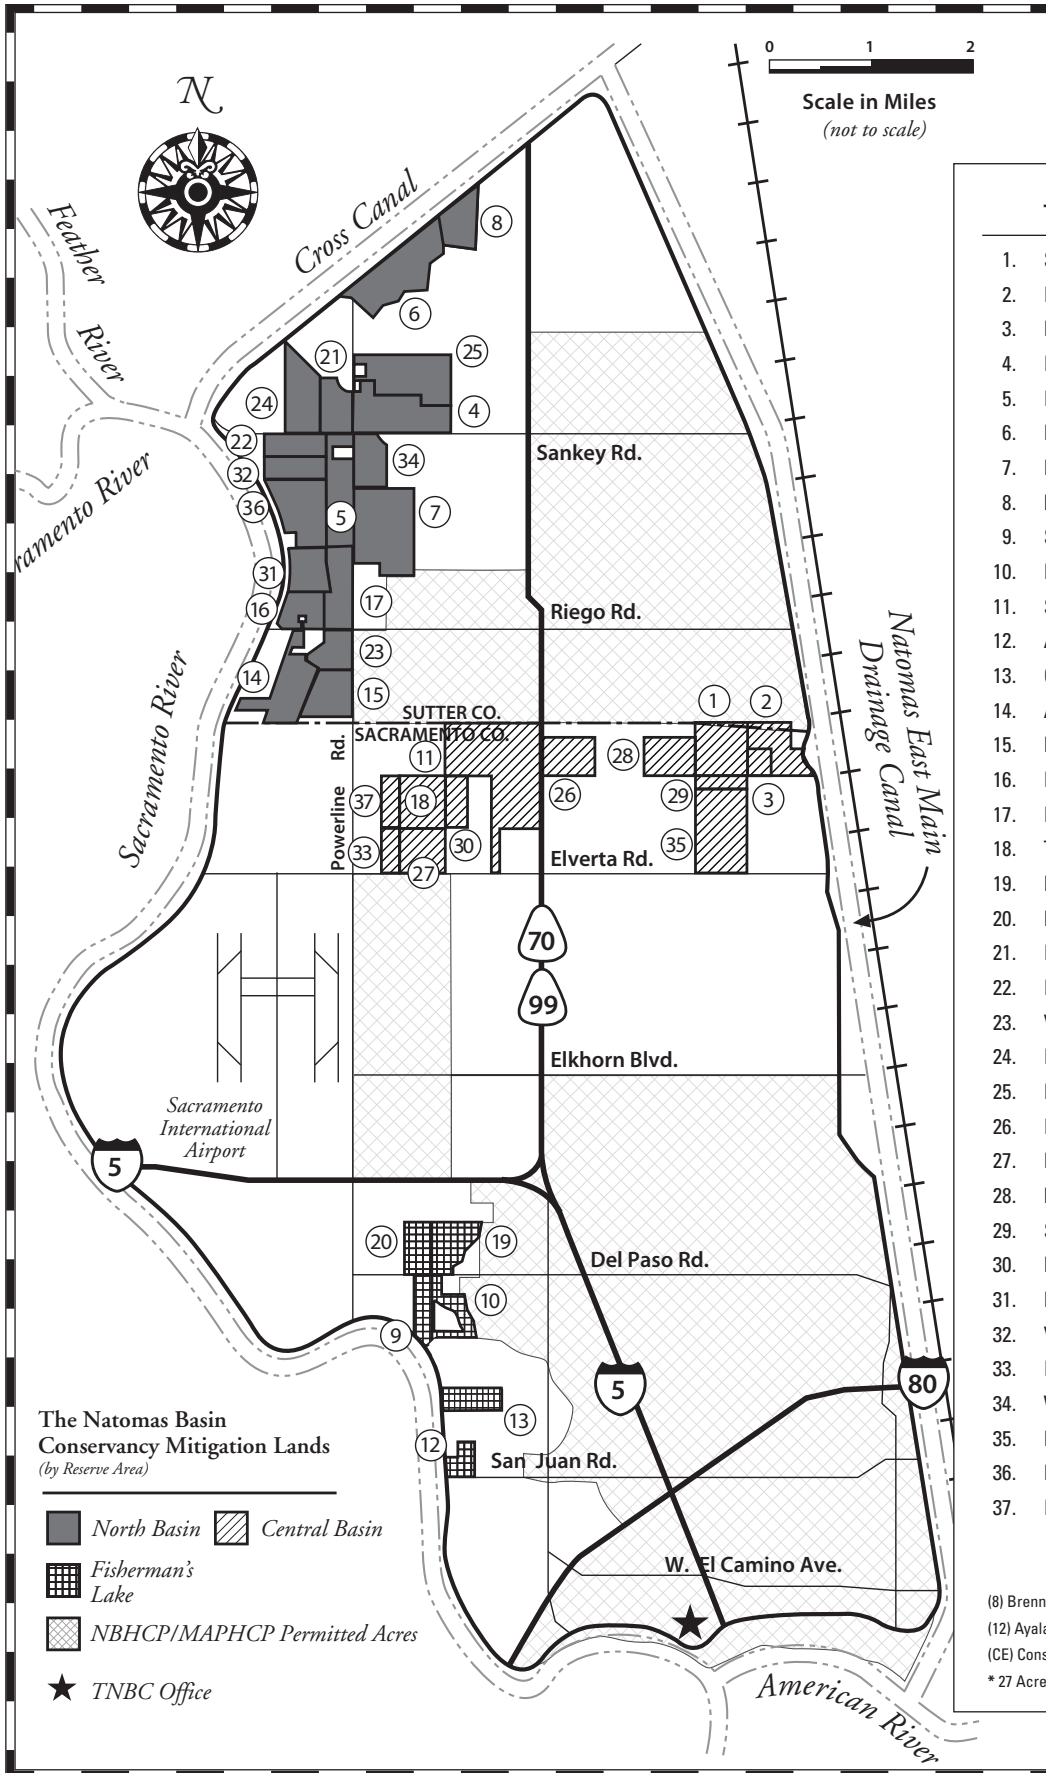 N
0 1 2
Scale in Miles
(not to scale)
Feather
River
Cross Canal
8
6
21
25
24
4
22
Sankey Rd.
34
32
36
5
7
31
17
16
Riego Rd.
23
14
15
1
2
SUTTER CO.
SACRAMENTO CO.
Powerline Rd.
11
28
37
18
26
29
3
33
30
35
27
Elverta Rd.
Sacramento River
Natomas East Main
Drainage Canal
70
99
Elkhorn Blvd.
Sacramento
International
Airport
5
20
19
Del Paso Rd.
10
9
5
80
13
12
San Juan Rd.
W. El Camino Ave.
American River
The Natomas Basin
Conservancy Mitigation Lands
(by Reserve Area)
North Basin
Central Basin
Fisherman's
Lake
NBHCP/MAPHCP Permitted Acres
TNBC Office
1.
2.
3.
4.
5.
6.
7.
8.
9.
10.
11.
12.
13.
14.
15.
16.
17.
18.
19.
20.
21.
22.
23.
24.
25.
26.
27.
28.
29.
30.
31.
32.
33.
34.
35.
36.
37.
(8) Brenn
(12) Ayala
(CE) Cons
* 27 Acre